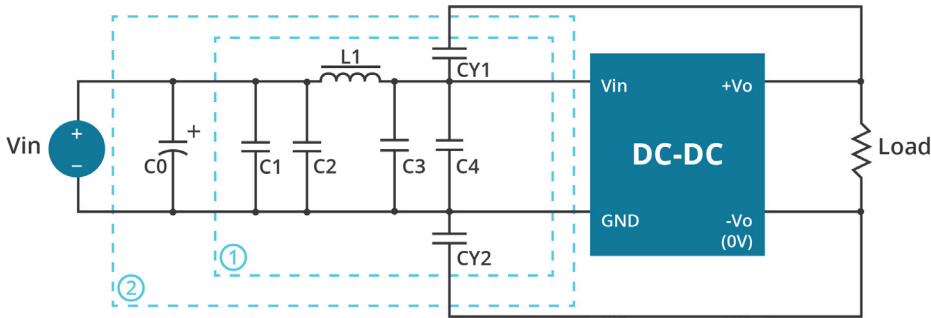 L1
CY1
Vin
+
−
C0
+
C1
C2
C3
C4
Vin
+Vo
DC-DC
GND
-Vo
(0V)
Load
CY2
1
2